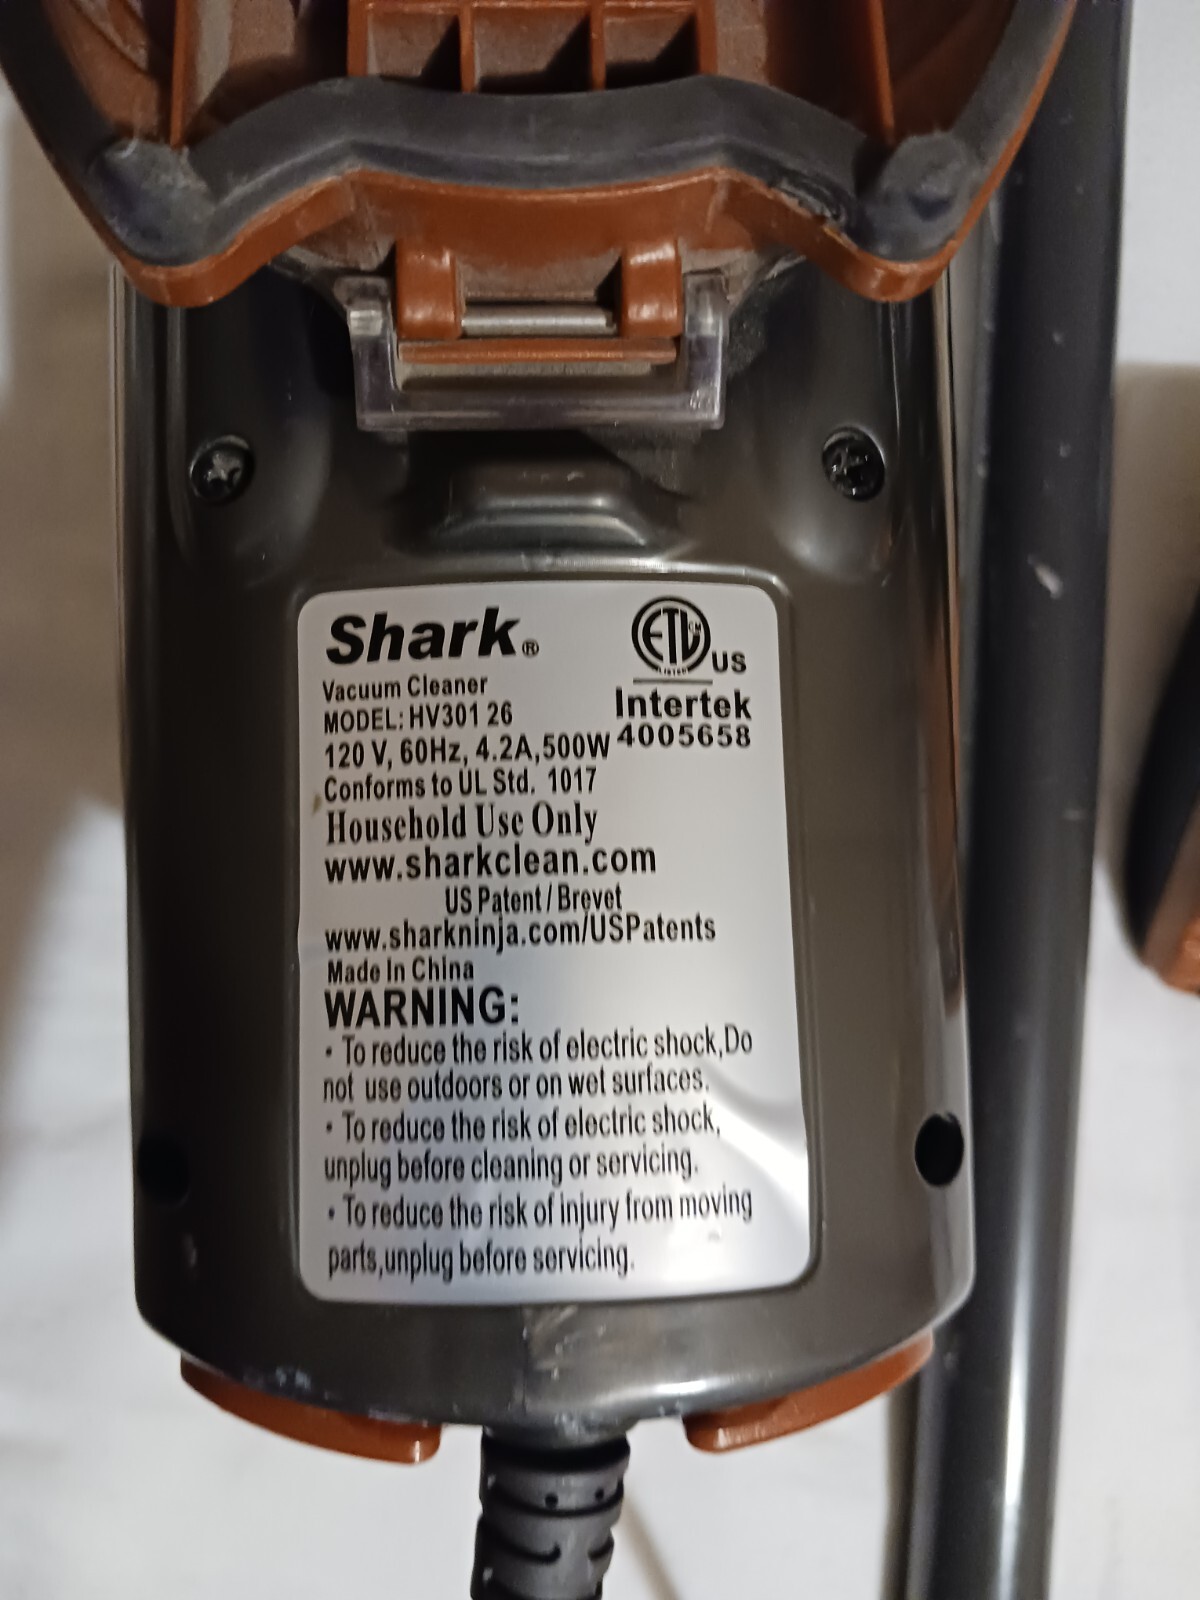 Shark®
ETL CM
LISTED
US
Intertek
4005658
Vacuum Cleaner
MODEL: HV301 26
120 V, 60Hz, 4.2A,500W
Conforms to UL Std. 1017
Household Use Only
www.sharkclean.com
US Patent / Brevet
www.sharkninja.com/USPatents
Made In China
WARNING:
· To reduce the risk of electric shock,Do
not use outdoors or on wet surfaces.
· To reduce the risk of electric shock,
unplug before cleaning or servicing.
· To reduce the risk of injury from moving
parts,unplug before servicing.